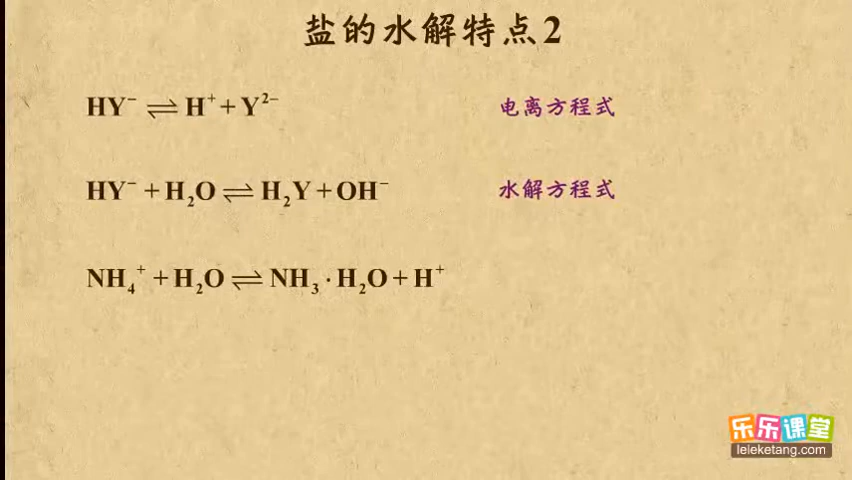 盐的水解特点2
HY⁻ ⇌ H⁺ + Y²⁻ 电离方程式
HY⁻ + H₂O ⇌ H₂Y + OH⁻ 水解方程式
NH₄⁺ + H₂O ⇌ NH₃·H₂O + H⁺
乐乐课堂
leleketang.com